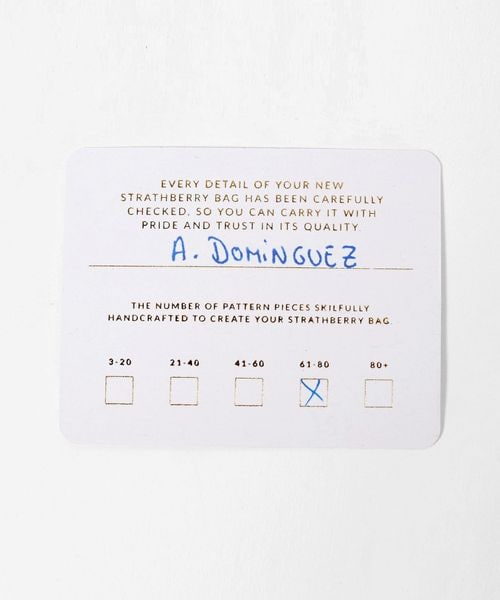 EVERY DETAIL OF YOUR NEW
STRATHBERRY BAG HAS BEEN CAREFULLY
CHECKED, SO YOU CAN CARRY IT WITH
PRIDE AND TRUST IN ITS QUALITY.
A. DOMiNGUEZ
THE NUMBER OF PATTERN PIECES SKILFULLY
HANDCRAFTED TO CREATE YOUR STRATHBERRY BAG.
3-20 21-40 41-60 61-80 80+
X